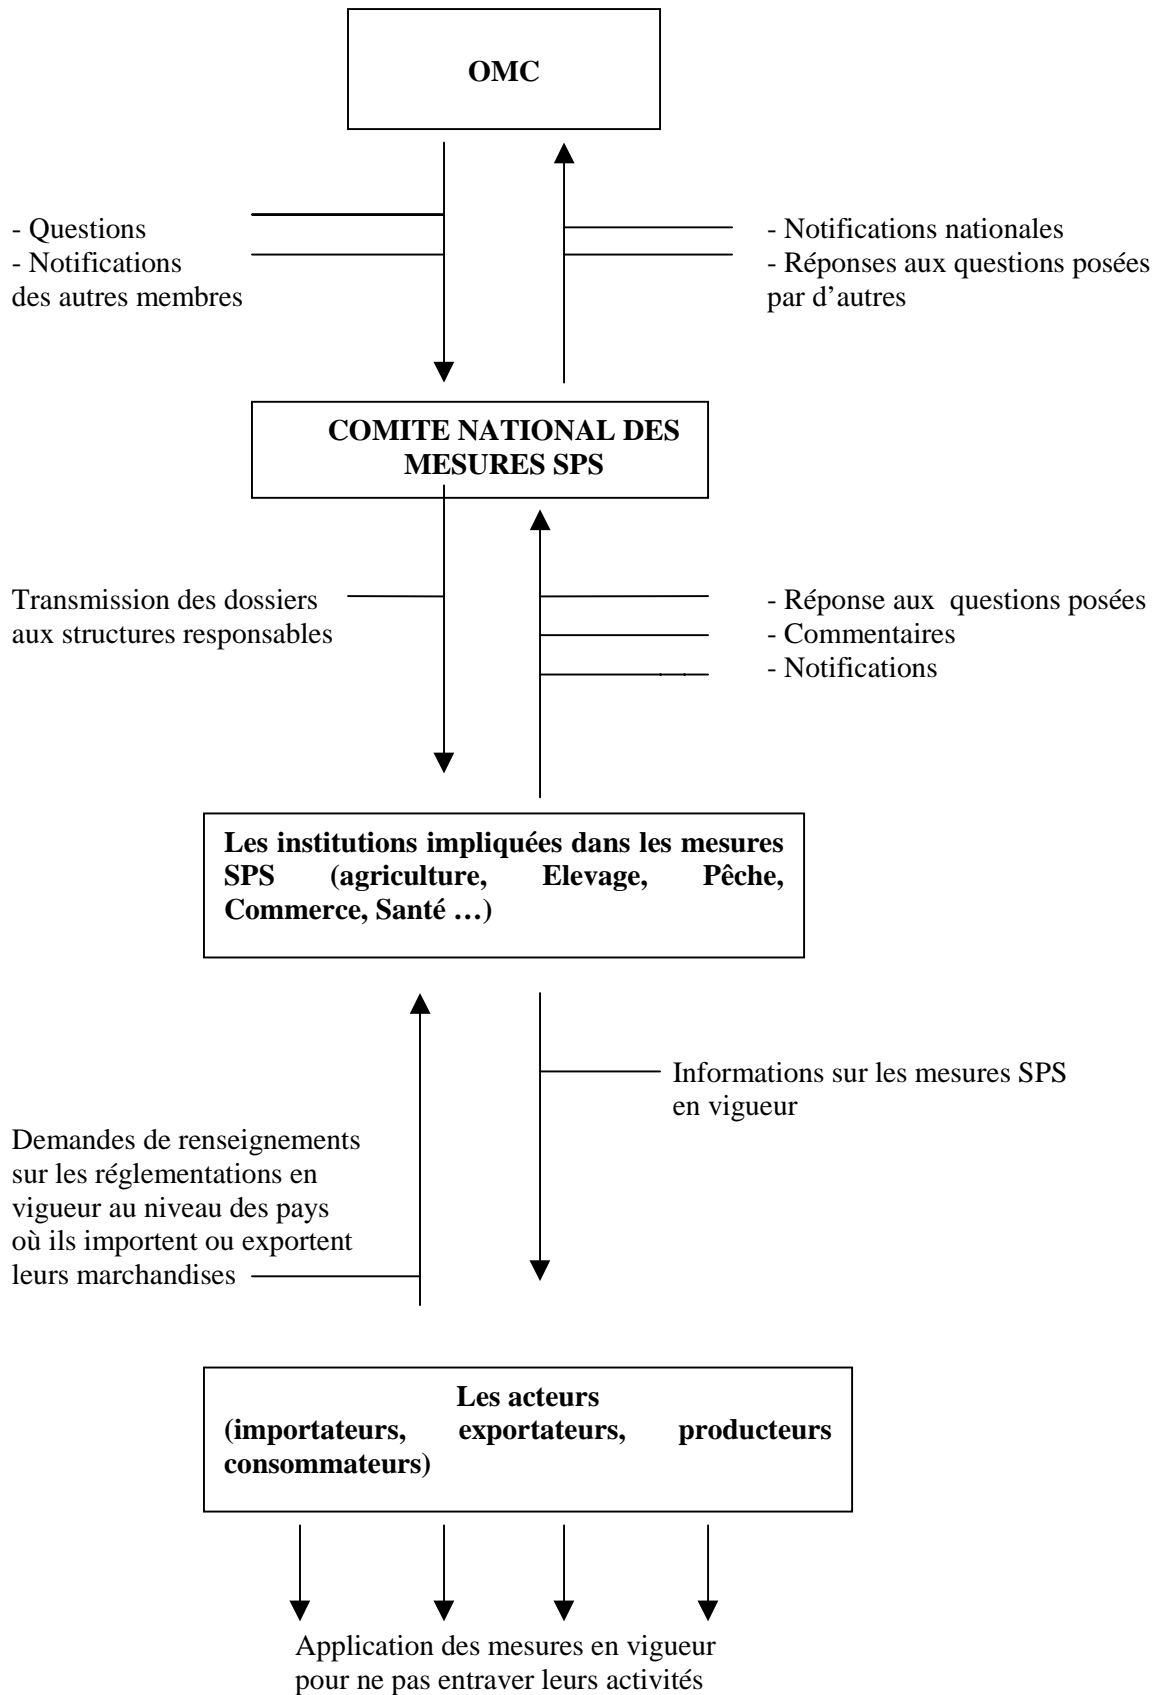 OMC
- Questions
- Notifications
des autres membres
- Notifications nationales
- Réponses aux questions posées
par d’autres
COMITE NATIONAL DES
MESURES SPS
Transmission des dossiers
aux structures responsables
- Réponse aux questions posées
- Commentaires
- Notifications
Les institutions impliquées dans les mesures
SPS (agriculture, Elevage, Pêche,
Commerce, Santé …)
Informations sur les mesures SPS
en vigueur
Demandes de renseignements
sur les réglementations en
vigueur au niveau des pays
où ils importent ou exportent
leurs marchandises
Les acteurs
(importateurs, exportateurs, producteurs
consommateurs)
Application des mesures en vigueur
pour ne pas entraver leurs activités